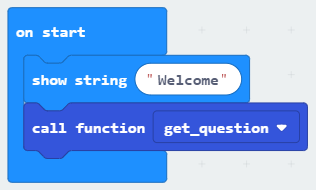 on start
show string "Welcome"
call function get_question